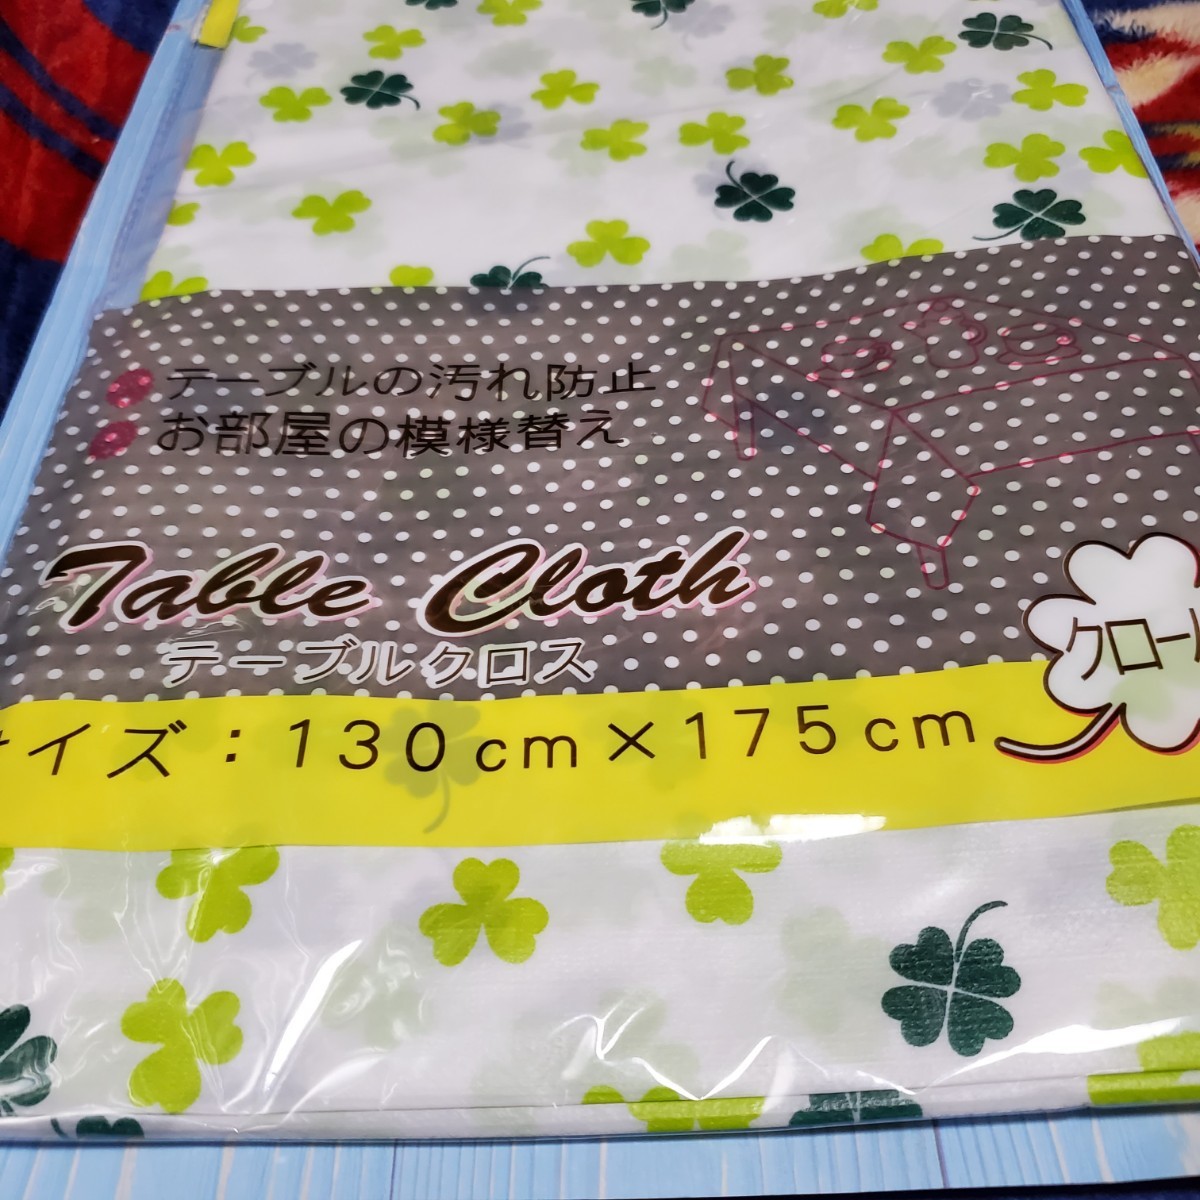 テーブルの汚れ防止
お部屋の模様替え
Table Cloth
テーブルクロス
クロー
イズ：130cm×175cm